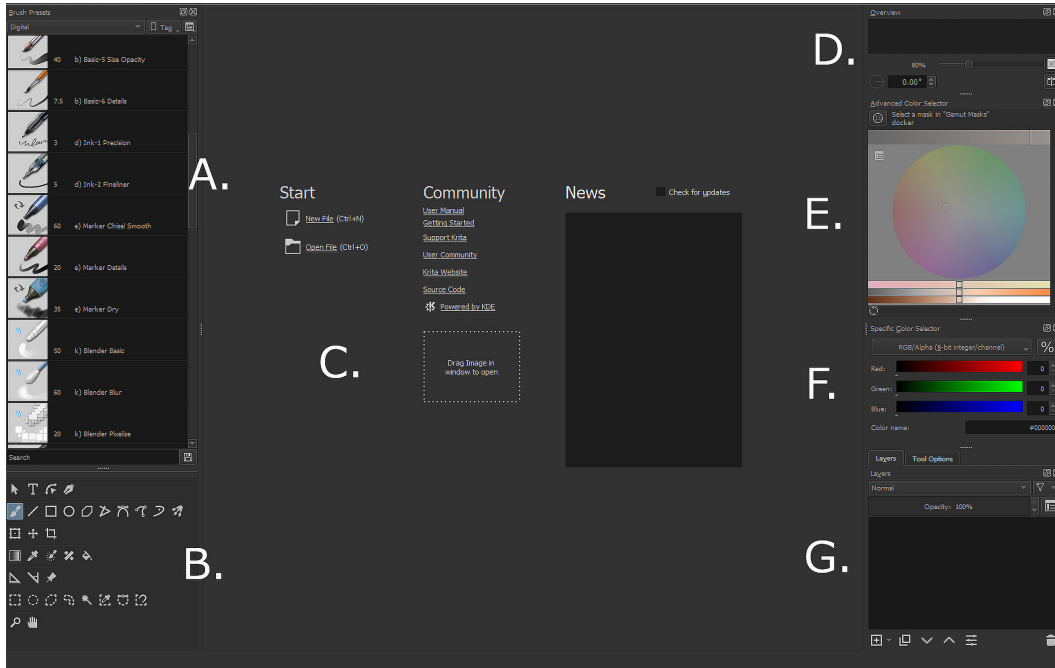 Brush Presets
Digital
Tag
40 b) Basic-5 Size Opacity
7.5 b) Basic-6 Details
3 d) Ink-1 Precision
5 d) Ink-2 Fineliner
60 e) Marker Chisel Smooth
20 e) Marker Details
35 e) Marker Dry
50 k) Blender Basic
60 k) Blender Blur
20 k) Blender Pixelize
Search
A.
B.
Start
New File (Ctrl+N)
Open File (Ctrl+O)
Community
User Manual
Getting Started
Support Krita
User Community
Krita Website
Source Code
Powered by KDE
Drag Image in
window to open
C.
News
Check for updates
D.
E.
F.
G.
Overview
80%
0.00°
Advanced Color Selector
Select a mask in "Gamut Masks"
docker
Specific Color Selector
RGB/Alpha (8-bit integer/channel)
%
Red: 0
Green: 0
Blue: 0
Color name: #000000
Layers Tool Options
Layers
Normal
Opacity: 100%